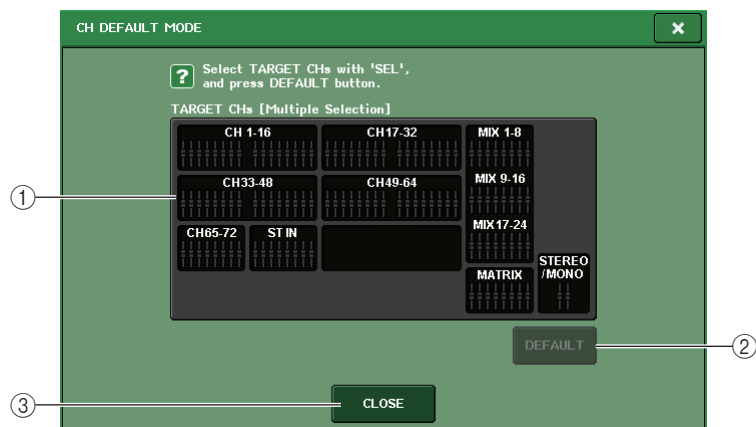 CH DEFAULT MODE
×
? Select TARGET CHs with 'SEL',
and press DEFAULT button.
TARGET CHs [Multiple Selection]
CH 1-16
CH17-32
MIX 1-8
CH33-48
CH49-64
MIX 9-16
CH65-72
ST IN
MIX17-24
MATRIX
STEREO
/MONO
DEFAULT
CLOSE
1
2
3